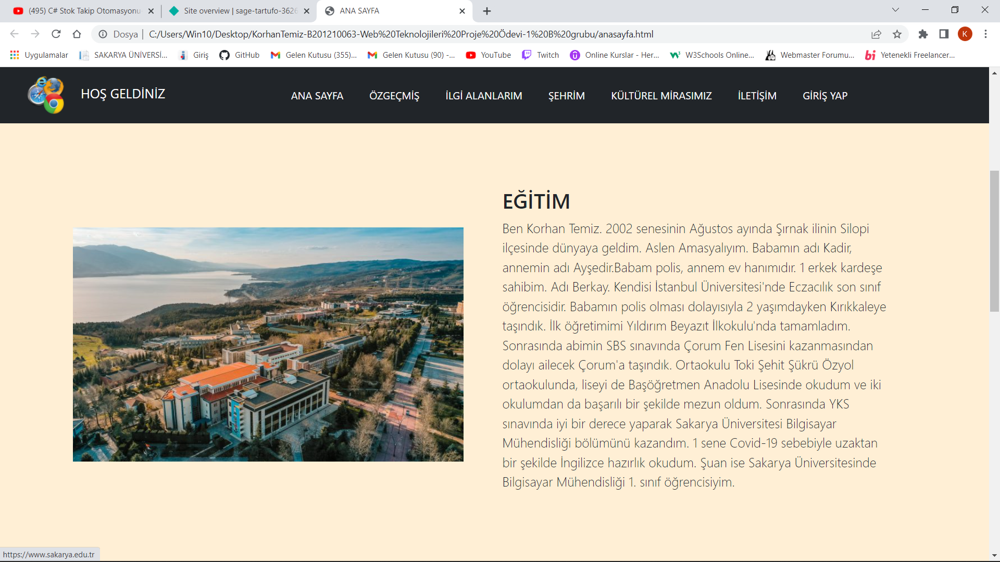 (495) C# Stok Takip Otomasyonu
Site overview | sage-tartufo-3626
ANA SAYFA
Dosya
C:/Users/Win10/Desktop/KorhanTemiz-B201210063-Web%20Teknolojileri%20Proje%20Ödevi-1%20B%20grubu/anasayfa.html
K
Uygulamalar
SAKARYA ÜNİVERSİ...
Giriş
GitHub
Gelen Kutusu (355)...
Gelen Kutusu (90) -...
YouTube
Twitch
Online Kurslar - Her...
W3Schools Online...
Webmaster Forumu...
Yetenekli Freelancer...
HOŞ GELDİNİZ
ANA SAYFA
ÖZGEÇMİŞ
İLGİ ALANLARIM
ŞEHRİM
KÜLTÜREL MİRASIMIZ
İLETİŞİM
GİRİŞ YAP
EĞİTİM
Ben Korhan Temiz. 2002 senesinin Ağustos ayında Şırnak ilinin Silopi
ilçesinde dünyaya geldim. Aslen Amasyalıyım. Babamın adı Kadir,
annemin adı Ayşedir.Babam polis, annem ev hanımıdır. 1 erkek kardeşe
sahibim. Adı Berkay. Kendisi İstanbul Üniversitesi'nde Eczacılık son sınıf
öğrencisidir. Babamın polis olması dolayısıyla 2 yaşımdayken Kırıkkaleye
taşındık. İlk öğretimimi Yıldırım Beyazıt İlkokulu'nda tamamladım.
Sonrasında abimin SBS sınavında Çorum Fen Lisesini kazanmasından
dolayı ailecek Çorum'a taşındık. Ortaokulu Toki Şehit Şükrü Özyol
ortaokulunda, liseyi de Başöğretmen Anadolu Lisesinde okudum ve iki
okulumdan da başarılı bir şekilde mezun oldum. Sonrasında YKS
sınavında iyi bir derece yaparak Sakarya Üniversitesi Bilgisayar
Mühendisliği bölümünü kazandım. 1 sene Covid-19 sebebiyle uzaktan
bir şekilde İngilizce hazırlık okudum. Şuan ise Sakarya Üniversitesinde
Bilgisayar Mühendisliği 1. sınıf öğrencisiyim.
https://www.sakarya.edu.tr